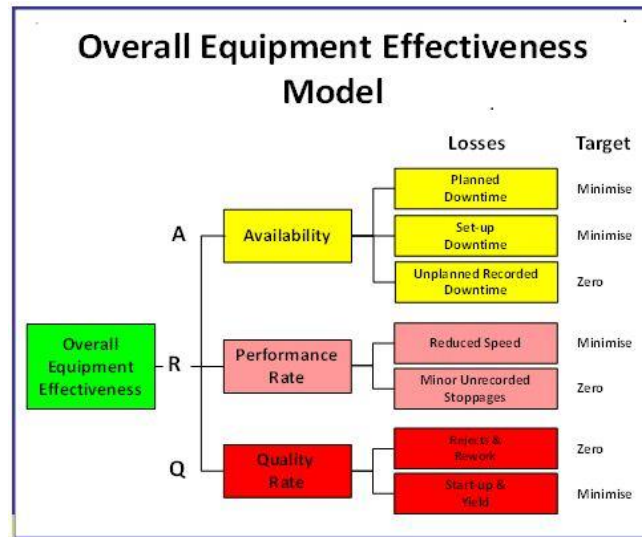 Overall Equipment Effectiveness
Model
Losses
Target
A
Availability
Planned
Downtime
Minimise
Set-up
Downtime
Minimise
Unplanned Recorded
Downtime
Zero
Overall
Equipment
Effectiveness
R
Performance
Rate
Reduced Speed
Minimise
Minor Unrecorded
Stoppages
Zero
Q
Quality
Rate
Rejects &
Rework
Zero
Start-up &
Yield
Minimise